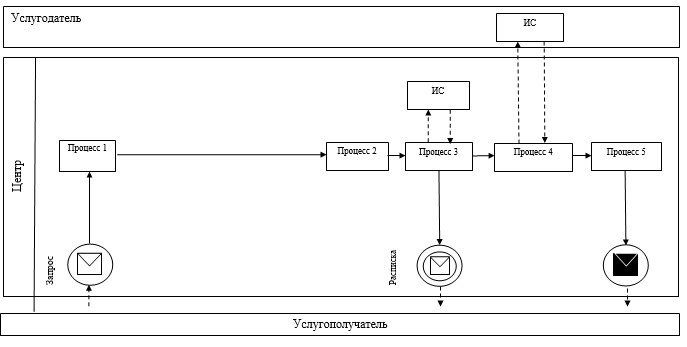 Услугодатель
ИС
ИС
Процесс 1
Процесс 2
Процесс 3
Процесс 4
Процесс 5
Центр
Запрос
Расписка
Услугополучатель